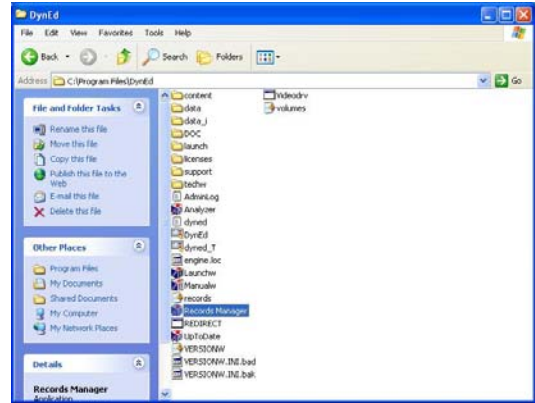 DynEd
File Edit View Favorites Tools Help
Back Search Folders
Address C:\Program Files\DynEd Go
File and Folder Tasks
Rename this file
Move this file
Copy this file
Publish this file to the
Web
E-mail this file
Delete this file
Other Places
Program Files
My Documents
Shared Documents
My Computer
My Network Places
Details
Records Manager
Application
content
data
data_j
DOC
launch
licenses
support
techw
AdminLog
Analyzer
dyned
DynEd
dyned_T
engine.loc
Launchw
Manualw
records
Records Manager
REDIRECT
UpToDate
VERSIONW
VERSIONW.INI.bad
VERSIONW.INI.bak
Videodrv
volumes